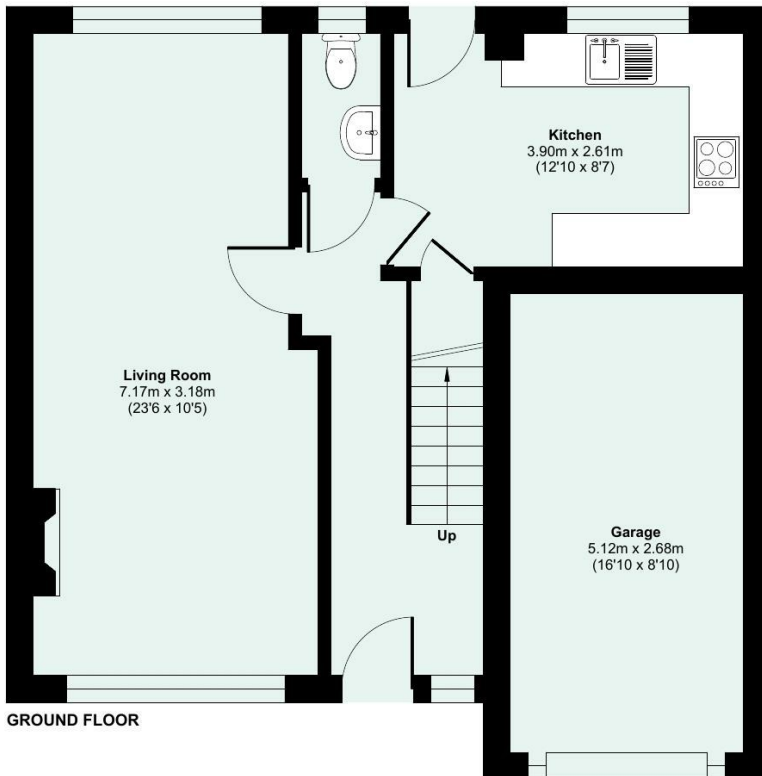 Kitchen
3.90m x 2.61m
(12'10 x 8'7)
Living Room
7.17m x 3.18m
(23'6 x 10'5)
Up
Garage
5.12m x 2.68m
(16'10 x 8'10)
GROUND FLOOR